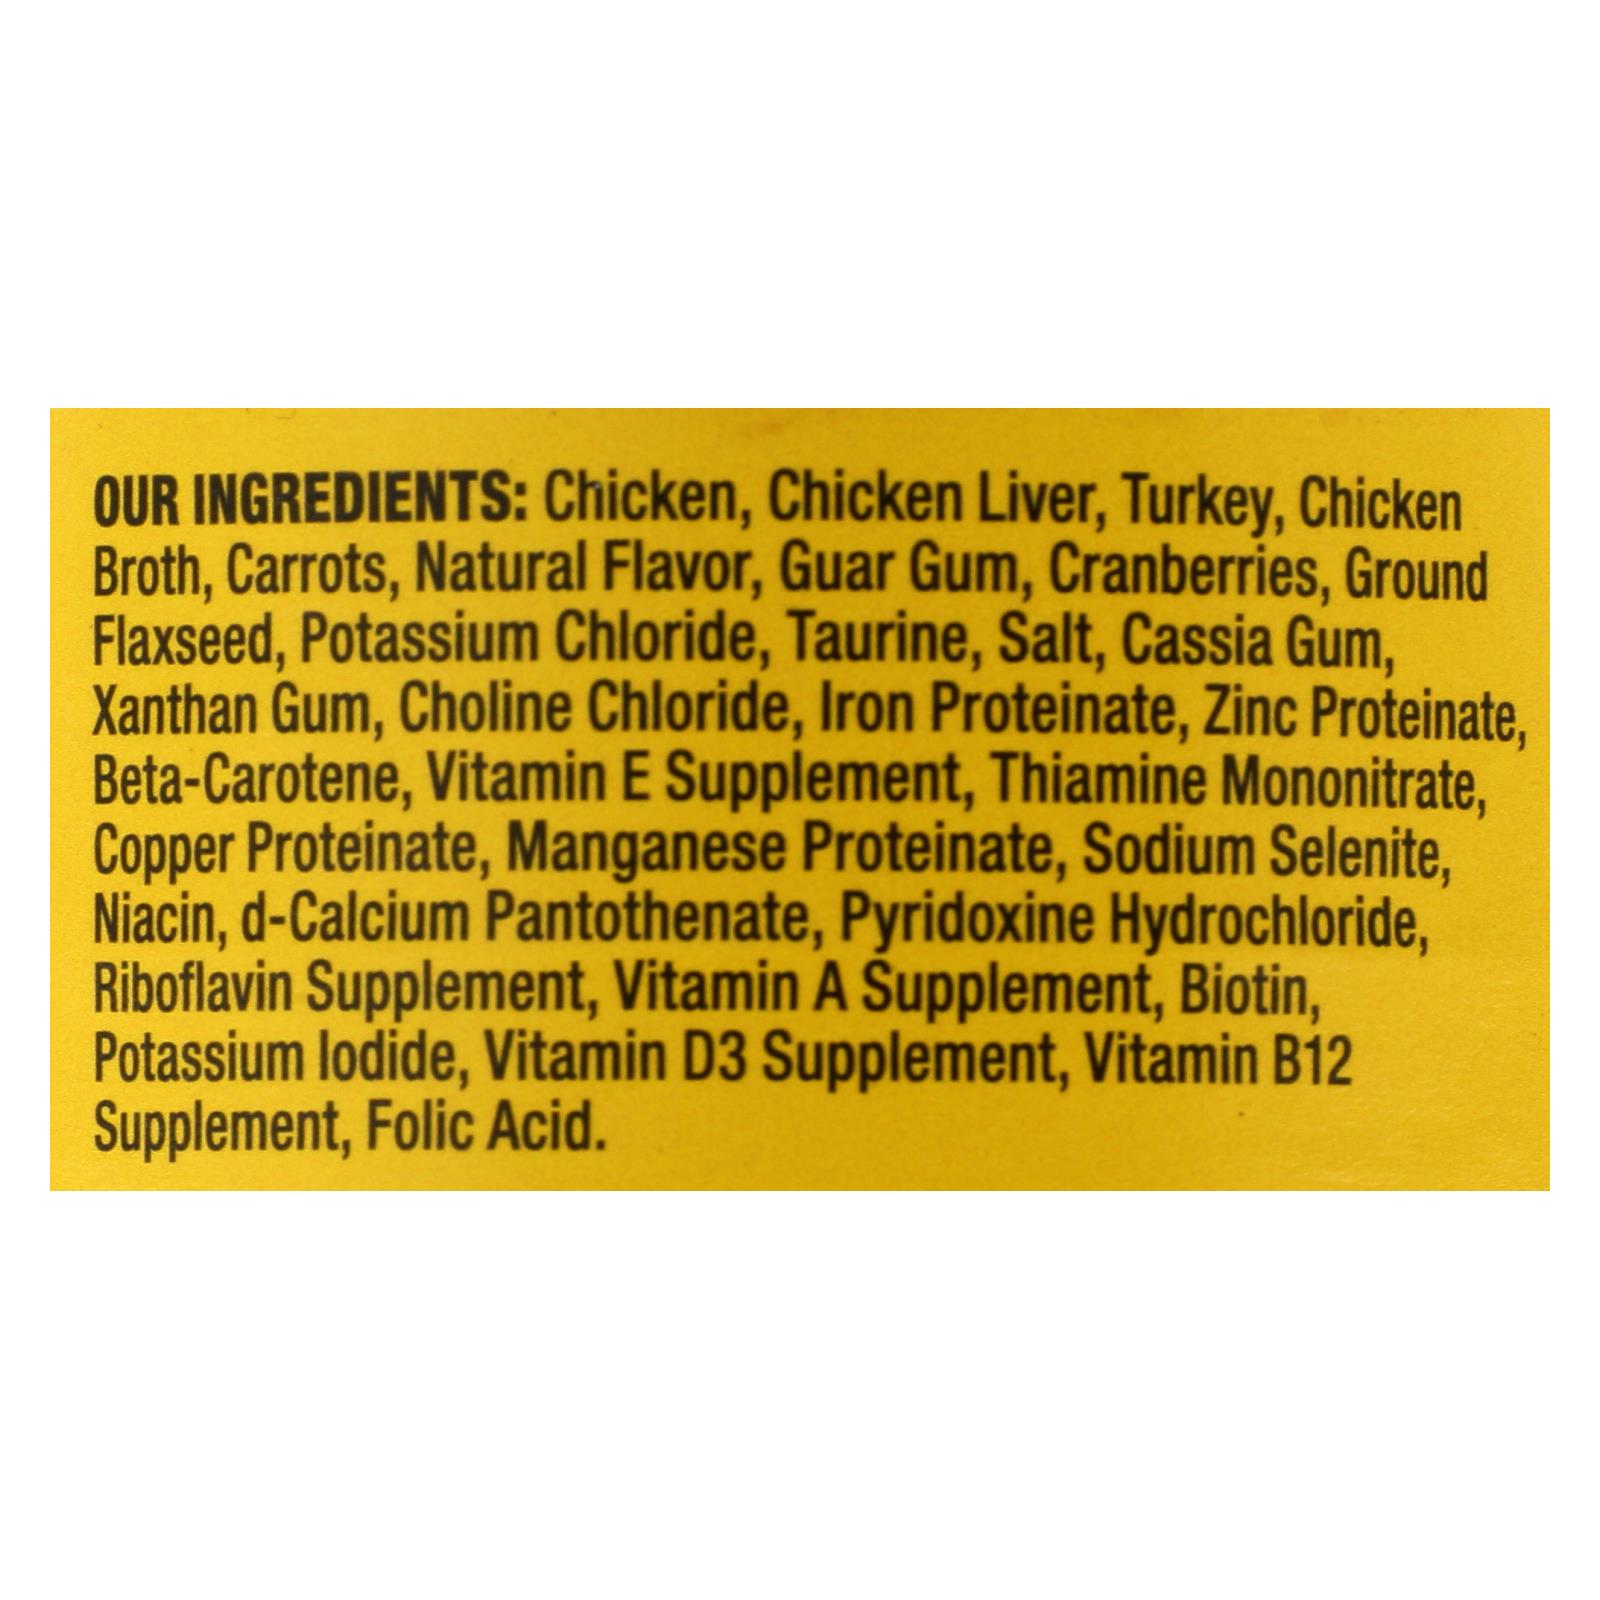 OUR INGREDIENTS: Chicken, Chicken Liver, Turkey, Chicken
Broth, Carrots, Natural Flavor, Guar Gum, Cranberries, Ground
Flaxseed, Potassium Chloride, Taurine, Salt, Cassia Gum,
Xanthan Gum, Choline Chloride, Iron Proteinate, Zinc Proteinate,
Beta-Carotene, Vitamin E Supplement, Thiamine Mononitrate,
Copper Proteinate, Manganese Proteinate, Sodium Selenite,
Niacin, d-Calcium Pantothenate, Pyridoxine Hydrochloride,
Riboflavin Supplement, Vitamin A Supplement, Biotin,
Potassium Iodide, Vitamin D3 Supplement, Vitamin B12
Supplement, Folic Acid.